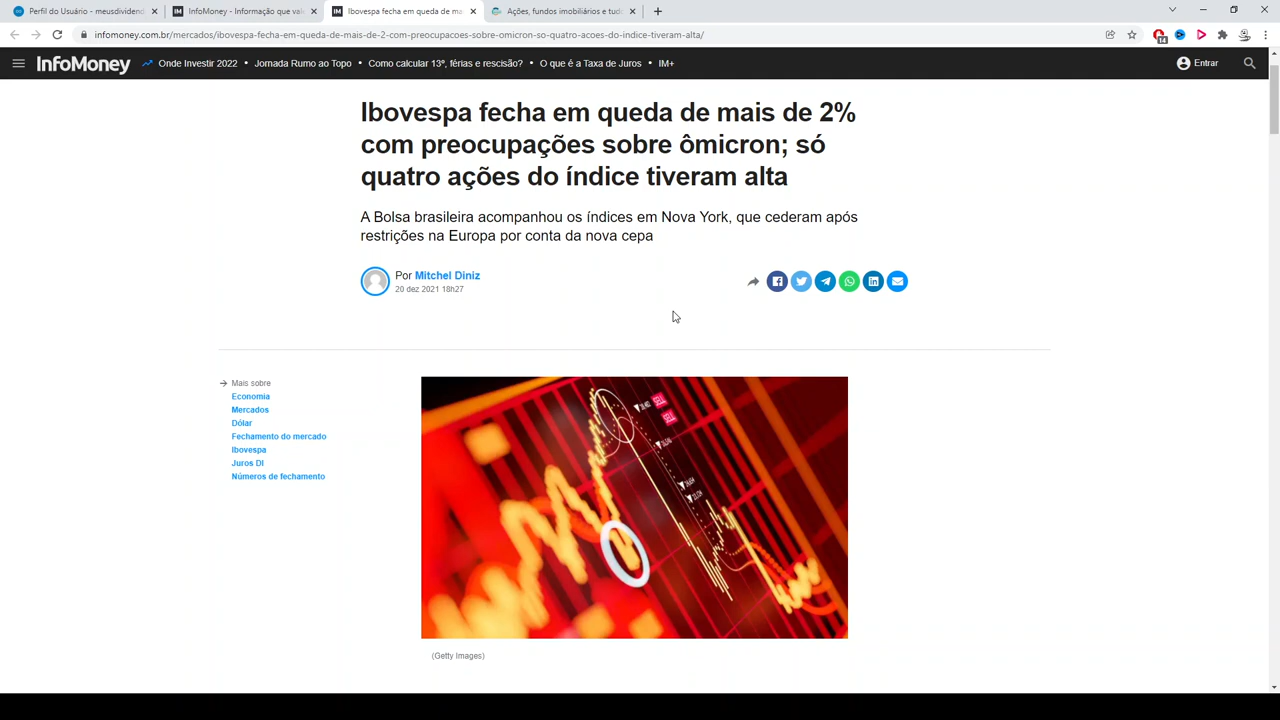 Perfil do Usuário - meusdividend
InfoMoney - Informação que vale
Ibovespa fecha em queda de ma
Ações, fundos imobiliários e tud
infomoney.com.br/mercados/ibovespa-fecha-em-queda-de-mais-de-2-com-preocupacoes-sobre-omicron-so-quatro-acoes-do-indice-tiveram-alta/
14
InfoMoney
Onde Investir 2022 • Jornada Rumo ao Topo • Como calcular 13º, férias e rescisão? • O que é a Taxa de Juros • IM+
Entrar
Ibovespa fecha em queda de mais de 2%
com preocupações sobre ômicron; só
quatro ações do índice tiveram alta
A Bolsa brasileira acompanhou os índices em Nova York, que cederam após
restrições na Europa por conta da nova cepa
Por Mitchel Diniz
20 dez 2021 18h27
Mais sobre
Economia
Mercados
Dólar
Fechamento do mercado
Ibovespa
Juros DI
Números de fechamento
SELL
SELL
(Getty Images)